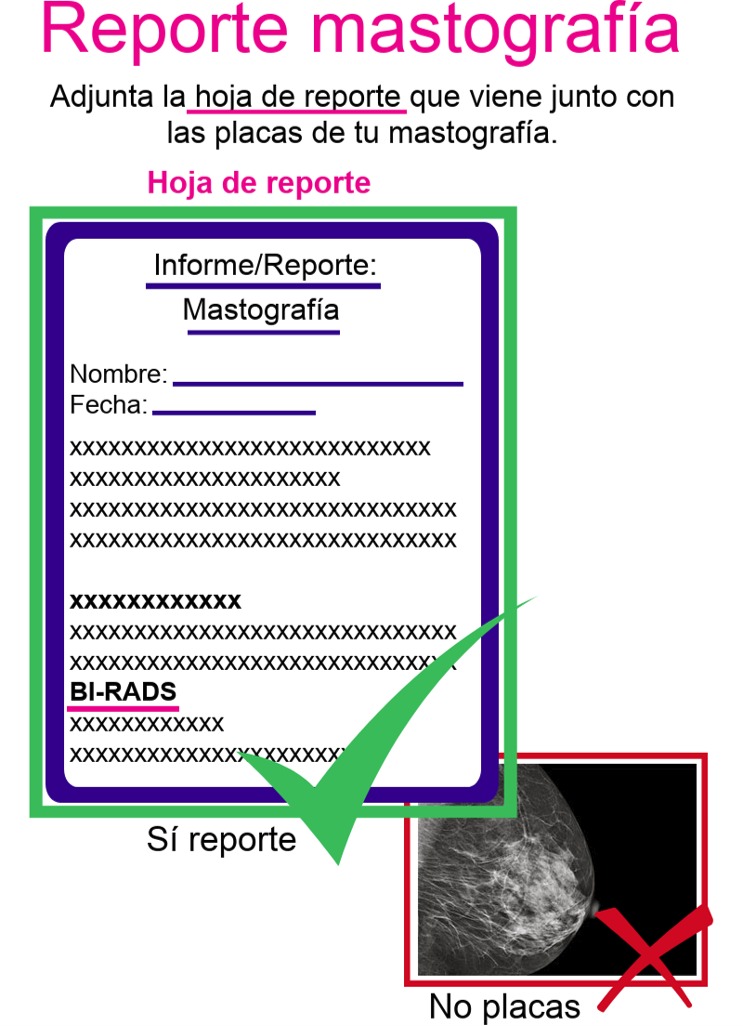 Reporte mastografía
Adjunta la hoja de reporte que viene junto con
las placas de tu mastografía.
Hoja de reporte
Informe/Reporte:
Mastografía
Nombre:
Fecha:
xxxxxxxxxxxxxxxxxxxxxxxxxxxx
xxxxxxxxxxxxxxxxxxxxx
xxxxxxxxxxxxxxxxxxxxxxxxxxxxxx
xxxxxxxxxxxxxxxxxxxxxxxxxxxxxx
xxxxxxxxxxxx
xxxxxxxxxxxxxxxxxxxxxxxxxxxxxx
xxxxxxxxxxxxxxxxxxxxxxxxxxxxxx
BI-RADS
xxxxxxxxxxxx
xxxxxxxxxxxxxxxxxxxxxx
Sí reporte
No placas